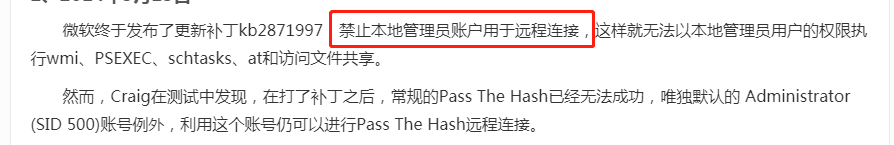 微软终于发布了更新补丁kb2871997 禁止本地管理员账户用于远程连接，这样就无法以本地管理员用户的权限执
行wmi、PSEXEC、schtasks、at和访问文件共享。
然而，Craig在测试中发现，在打了补丁之后，常规的Pass The Hash已经无法成功，唯独默认的 Administrator
(SID 500)账号例外，利用这个账号仍可以进行Pass The Hash远程连接。